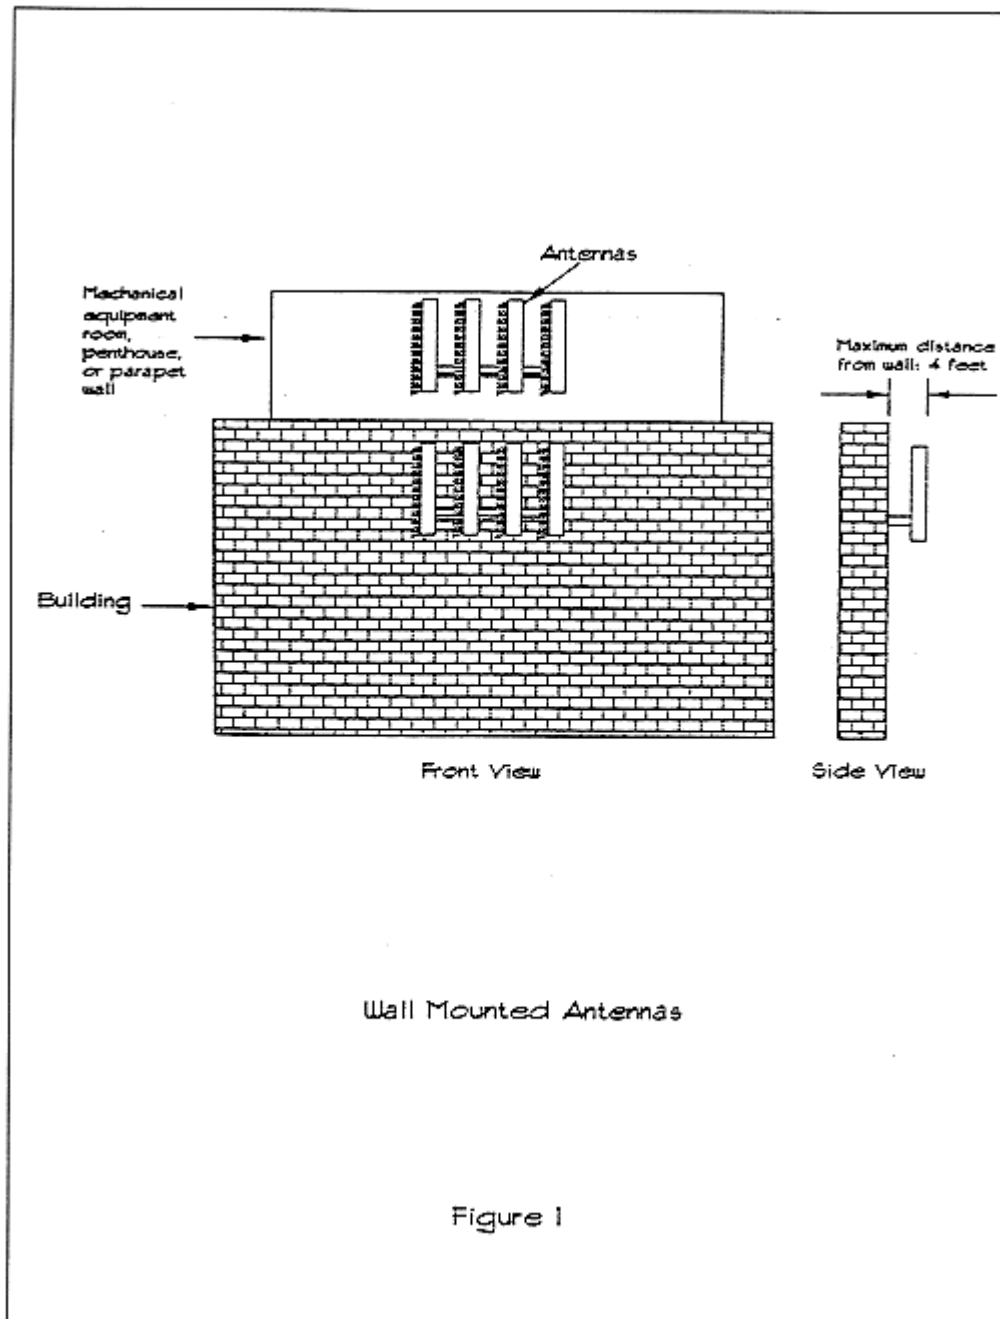 Antennas
Mechanical
equipment
room,
penthouse,
or parapet
wall
Maximum distance
from wall: 4 feet
Building
Front View
Side View
Wall Mounted Antennas
Figure 1